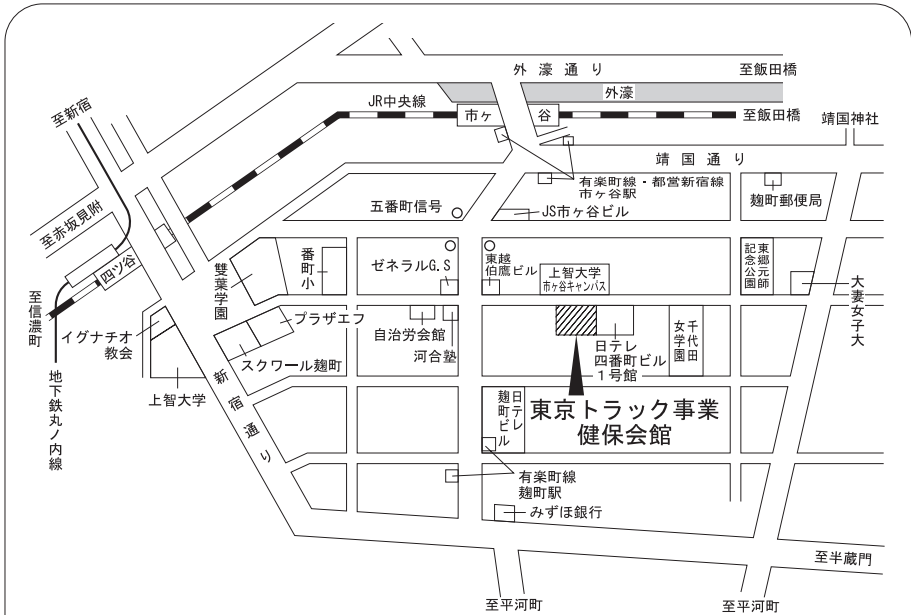 外濠通り
至飯田橋
外濠
JR中央線
市ヶ谷
至飯田橋
靖国神社
至新宿
靖国通り
有楽町線・都営新宿線
市ヶ谷駅
麹町郵便局
五番町信号
JS市ヶ谷ビル
至赤坂見附
四ツ谷
雙葉学園
番町小
ゼネラルG.S
東越
伯鷹ビル
上智大学
市ヶ谷キャンパス
東郷元師
記念公園
大妻女子大
至信濃町
イグナチオ
教会
プラザエフ
自治労会館
河合塾
日テレ
四番町ビル
1号館
千代田
女学園
スクワール麹町
上智大学
新宿通り
地下鉄丸ノ内線
日テレ
麹町ビル
東京トラック事業
健保会館
有楽町線
麹町駅
みずほ銀行
至半蔵門
至平河町
至平河町